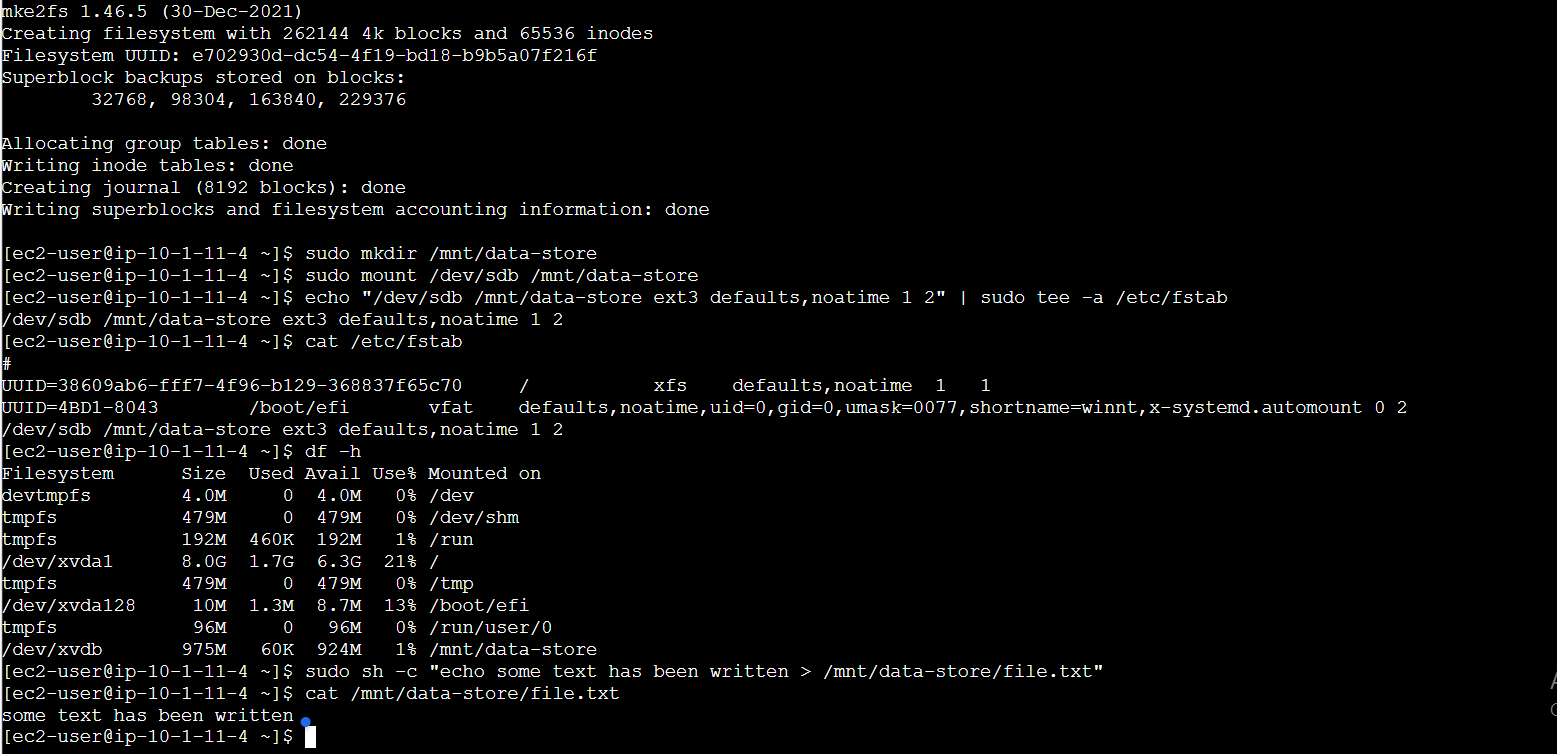 mke2fs 1.46.5 (30-Dec-2021)
Creating filesystem with 262144 4k blocks and 65536 inodes
Filesystem UUID: e702930d-dc54-4f19-bd18-b9b5a07f216f
Superblock backups stored on blocks:
        32768, 98304, 163840, 229376

Allocating group tables: done
Writing inode tables: done
Creating journal (8192 blocks): done
Writing superblocks and filesystem accounting information: done

[ec2-user@ip-10-1-11-4 ~]$ sudo mkdir /mnt/data-store
[ec2-user@ip-10-1-11-4 ~]$ sudo mount /dev/sdb /mnt/data-store
[ec2-user@ip-10-1-11-4 ~]$ echo "/dev/sdb /mnt/data-store ext3 defaults,noatime 1 2" | sudo tee -a /etc/fstab
/dev/sdb /mnt/data-store ext3 defaults,noatime 1 2
[ec2-user@ip-10-1-11-4 ~]$ cat /etc/fstab
#
UUID=38609ab6-fff7-4f96-b129-368837f65c70     /           xfs    defaults,noatime  1   1
UUID=4BD1-8043        /boot/efi       vfat    defaults,noatime,uid=0,gid=0,umask=0077,shortname=winnt,x-systemd.automount 0 2
/dev/sdb /mnt/data-store ext3 defaults,noatime 1 2
[ec2-user@ip-10-1-11-4 ~]$ df -h
Filesystem      Size  Used Avail Use% Mounted on
devtmpfs        4.0M     0  4.0M   0% /dev
tmpfs           479M     0  479M   0% /dev/shm
tmpfs           192M  460K  192M   1% /run
/dev/xvda1      8.0G  1.7G  6.3G  21% /
tmpfs           479M     0  479M   0% /tmp
/dev/xvda128     10M  1.3M  8.7M  13% /boot/efi
tmpfs            96M     0   96M   0% /run/user/0
/dev/xvdb       975M   60K  924M   1% /mnt/data-store
[ec2-user@ip-10-1-11-4 ~]$ sudo sh -c "echo some text has been written > /mnt/data-store/file.txt"
[ec2-user@ip-10-1-11-4 ~]$ cat /mnt/data-store/file.txt
some text has been written
[ec2-user@ip-10-1-11-4 ~]$